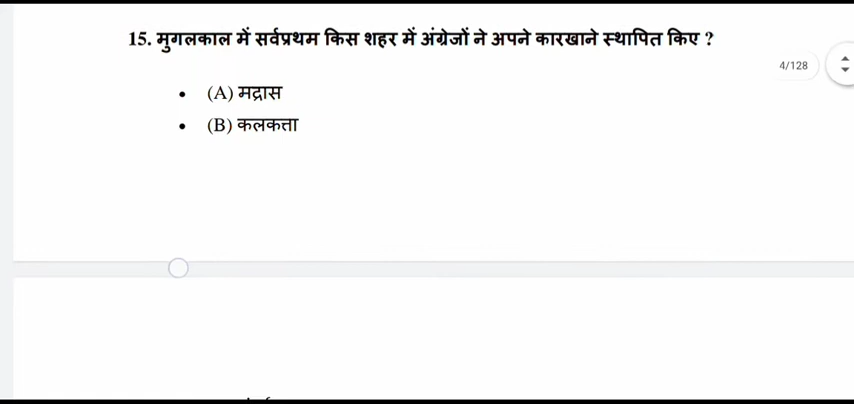 15. मुगलकाल में सर्वप्रथम किस शहर में अंग्रेजों ने अपने कारखाने स्थापित किए ?
4/128
• (A) मद्रास
• (B) कलकत्ता